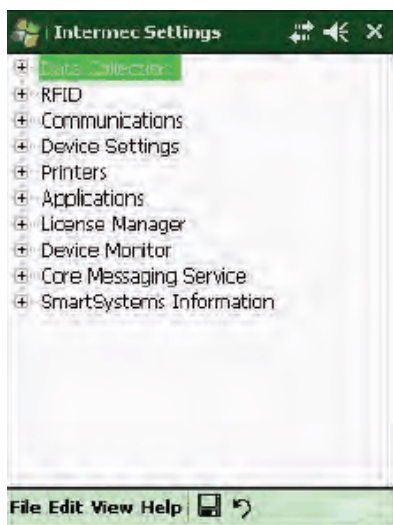 Intermec Settings
Data Collection
RFID
Communications
Device Settings
Printers
Applications
License Manager
Device Monitor
Core Messaging Service
SmartSystems Information
File Edit View Help